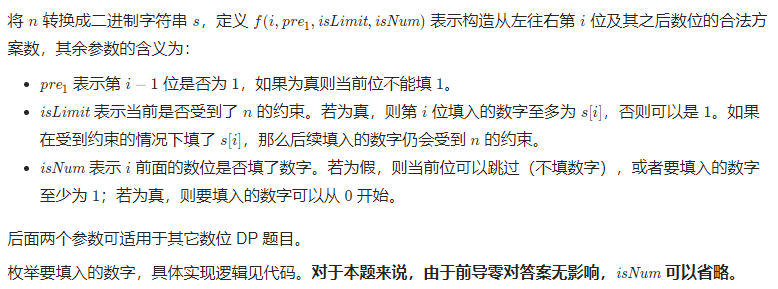 将 n 转换成二进制字符串 s，定义 f(i, pre₁, isLimit, isNum) 表示构造从左往右第 i 位及其之后数位的合法方
案数，其余参数的含义为：
• pre₁ 表示第 i − 1 位是否为 1，如果为真则当前位不能填 1。
• isLimit 表示当前是否受到了 n 的约束。若为真，则第 i 位填入的数字至多为 s[i]，否则可以是 1。如果
在受到约束的情况下填了 s[i]，那么后续填入的数字仍会受到 n 的约束。
• isNum 表示 i 前面的数位是否填了数字。若为假，则当前位可以跳过（不填数字），或者要填入的数字
至少为 1；若为真，则要填入的数字可以从 0 开始。
后面两个参数可适用于其它数位 DP 题目。
枚举要填入的数字，具体实现逻辑见代码。对于本题来说，由于前导零对答案无影响，isNum 可以省略。